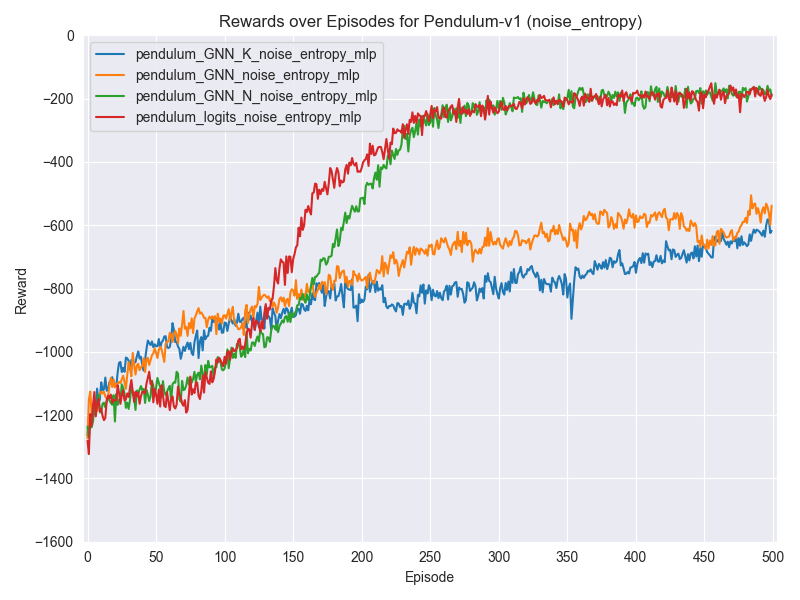 Rewards over Episodes for Pendulum-v1 (noise_entropy)
pendulum_GNN_K_noise_entropy_mlp
pendulum_GNN_noise_entropy_mlp
pendulum_GNN_N_noise_entropy_mlp
pendulum_logits_noise_entropy_mlp
0
−200
−400
−600
−800
−1000
−1200
−1400
−1600
Reward
0 50 100 150 200 250 300 350 400 450 500
Episode